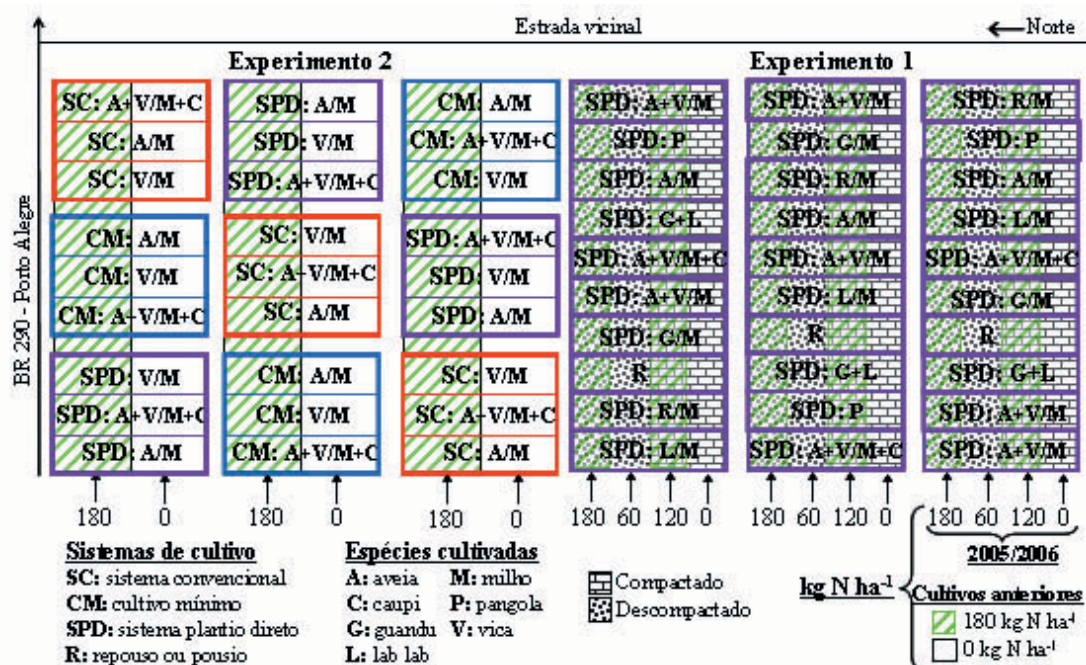 Estrada vicinal
Norte
BR 290 - Porto Alegre
Experimento 2
SC: A+V/M+C
SC: A/M
SC: V/M
CM: A/M
CM: V/M
CM: A+V/M+C
SPD: V/M
SPD: A+V/M+C
SPD: A/M
SPD: A/M
SPD: V/M
SPD: A+V/M+C
SC: V/M
SC: A+V/M+C
SC: A/M
CM: A/M
CM: V/M
CM: A+V/M+C
CM: A/M
CM: A+V/M+C
CM: V/M
SPD: A+V/M+C
SPD: V/M
SPD: A/M
SC: V/M
SC: A+V/M+C
SC: A/M
Experimento 1
SPD: A+V/M
SPD: P
SPD: A/M
SPD: G+L
SPD: A+V/M+C
SPD: A+V/M
SPD: G/M
R
SPD: R/M
SPD: L/M
SPD: A+V/M
SPD: G/M
SPD: R/M
SPD: A/M
SPD: A+V/M
SPD: L/M
R
SPD: G+L
SPD: P
SPD: A+V/M+C
SPD: R/M
SPD: P
SPD: A/M
SPD: L/M
SPD: A+V/M+C
SPD: G/M
R
SPD: G+L
SPD: A+V/M
SPD: A+V/M
180 0 180 0 180 0 180 60 120 0 180 60 120 0 180 60 120 0
Sistemas de cultivo
SC: sistema convencional
CM: cultivo mínimo
SPD: sistema plantio direto
R: repouso ou pousio
Espécies cultivadas
A: aveia M: milho
C: caupi P: pangola
G: guandu V: vica
L: lab lab
Compactado
Descompactado
kg N ha⁻¹
2005/2006
Cultivos anteriores
180 kg N ha⁻¹
0 kg N ha⁻¹